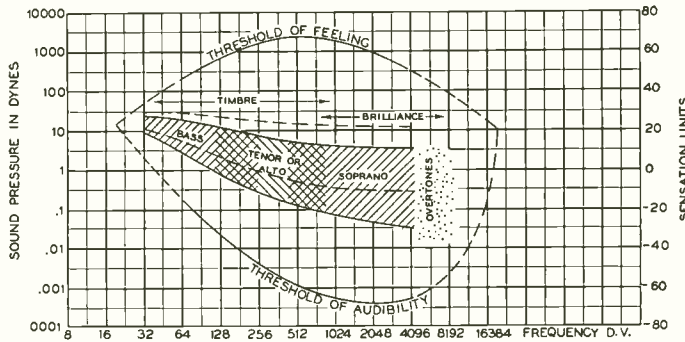 SOUND PRESSURE IN DYNES
10000
1000
100
10
1
.1
.01
.001
0001
THRESHOLD OF FEELING
TIMBRE
BRILLIANCE
BASS
TENOR OR
ALTO
SOPRANO
OVERTONES
THRESHOLD OF AUDIBILITY
80
60
40
20
0
-20
-40
-60
-80
SENSATION UNITS
8 16 32 64 128 256 512 1024 2048 4096 8192 16384 FREQUENCY D.V.